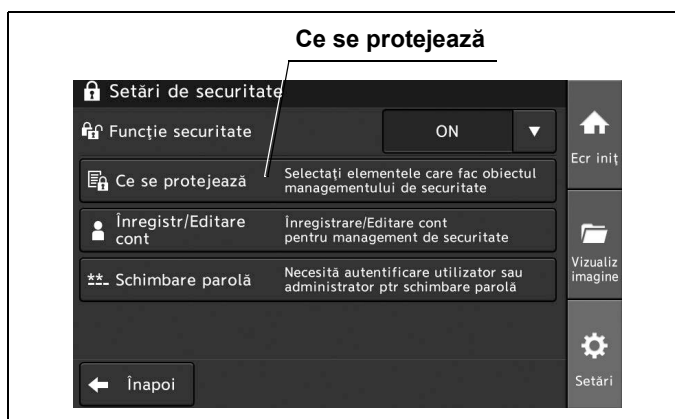 Ce se protejează
Setări de securitate
Funcție securitate
ON
Ecr iniț
Ce se protejează
Selectați elementele care fac obiectul
managementului de securitate
Înregistr/Editare
cont
Înregistrare/Editare cont
pentru management de securitate
Vizualiz
imagine
**_ Schimbare parolă
Necesită autentificare utilizator sau
administrator ptr schimbare parolă
Înapoi
Setări